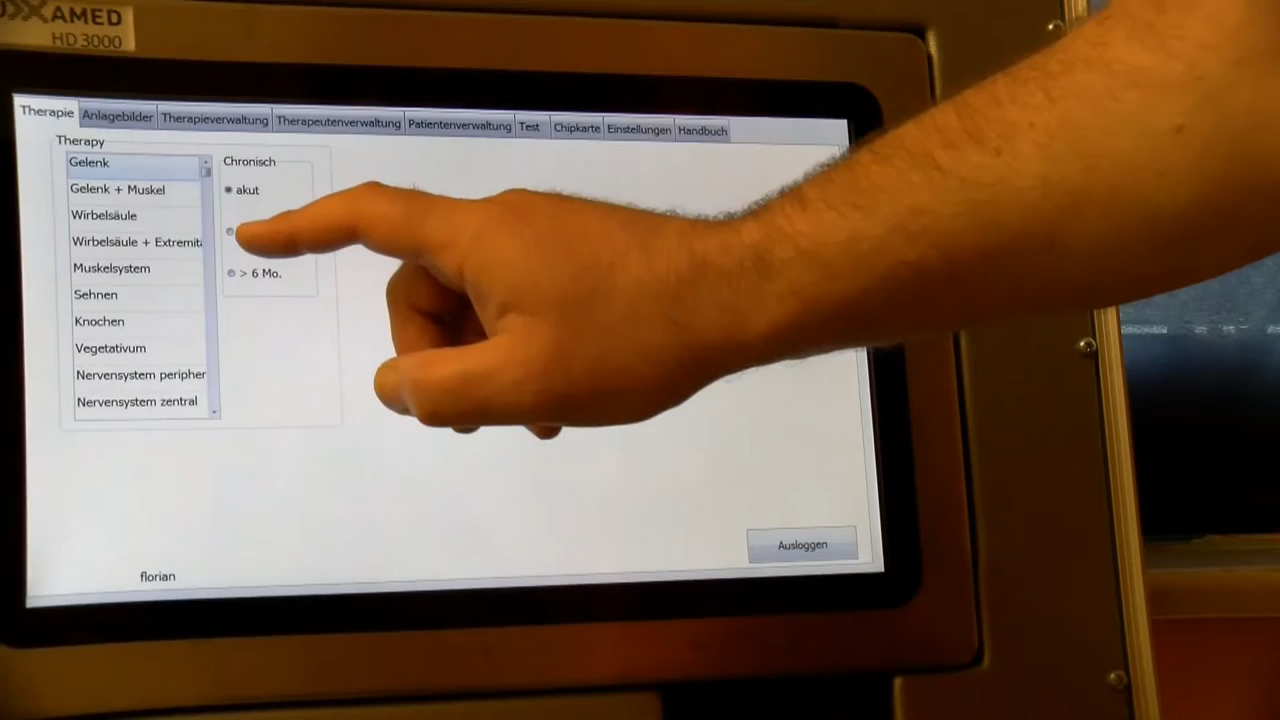 AMED
HD 3000
Therapie Anlagebilder Therapieverwaltung Therapeutenverwaltung Patientenverwaltung Test Chipkarte Einstellungen Handbuch
Therapy
Gelenk
Gelenk + Muskel
Wirbelsäule
Wirbelsäule + Extremitä
Muskelsystem
Sehnen
Knochen
Vegetativum
Nervensystem peripher
Nervensystem zentral
Chronisch
akut
> 6 Mo.
Ausloggen
florian